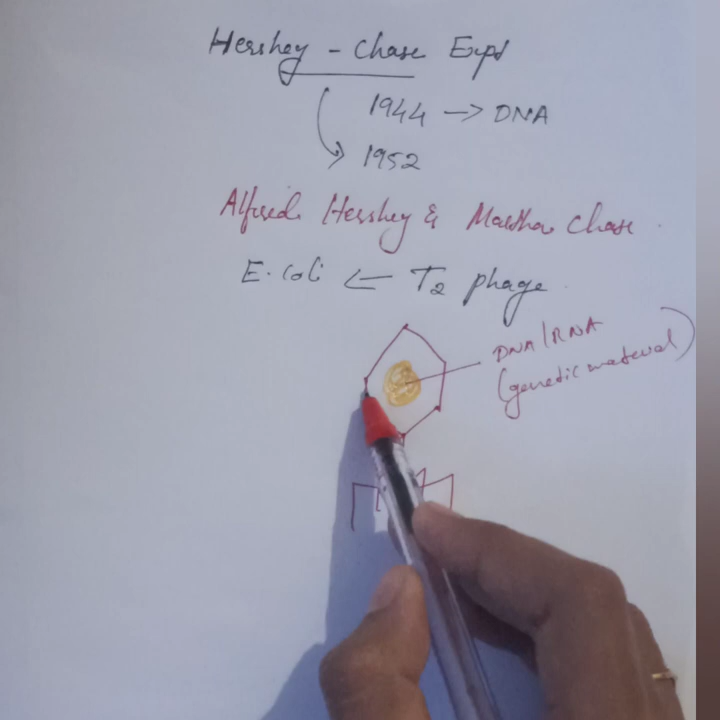 Hershey - Chase Expt
1944 → DNA
1952
Alfred Hershey & Martha Chase.
E. coli ← T2 phage.
DNA/RNA
(genetic material)